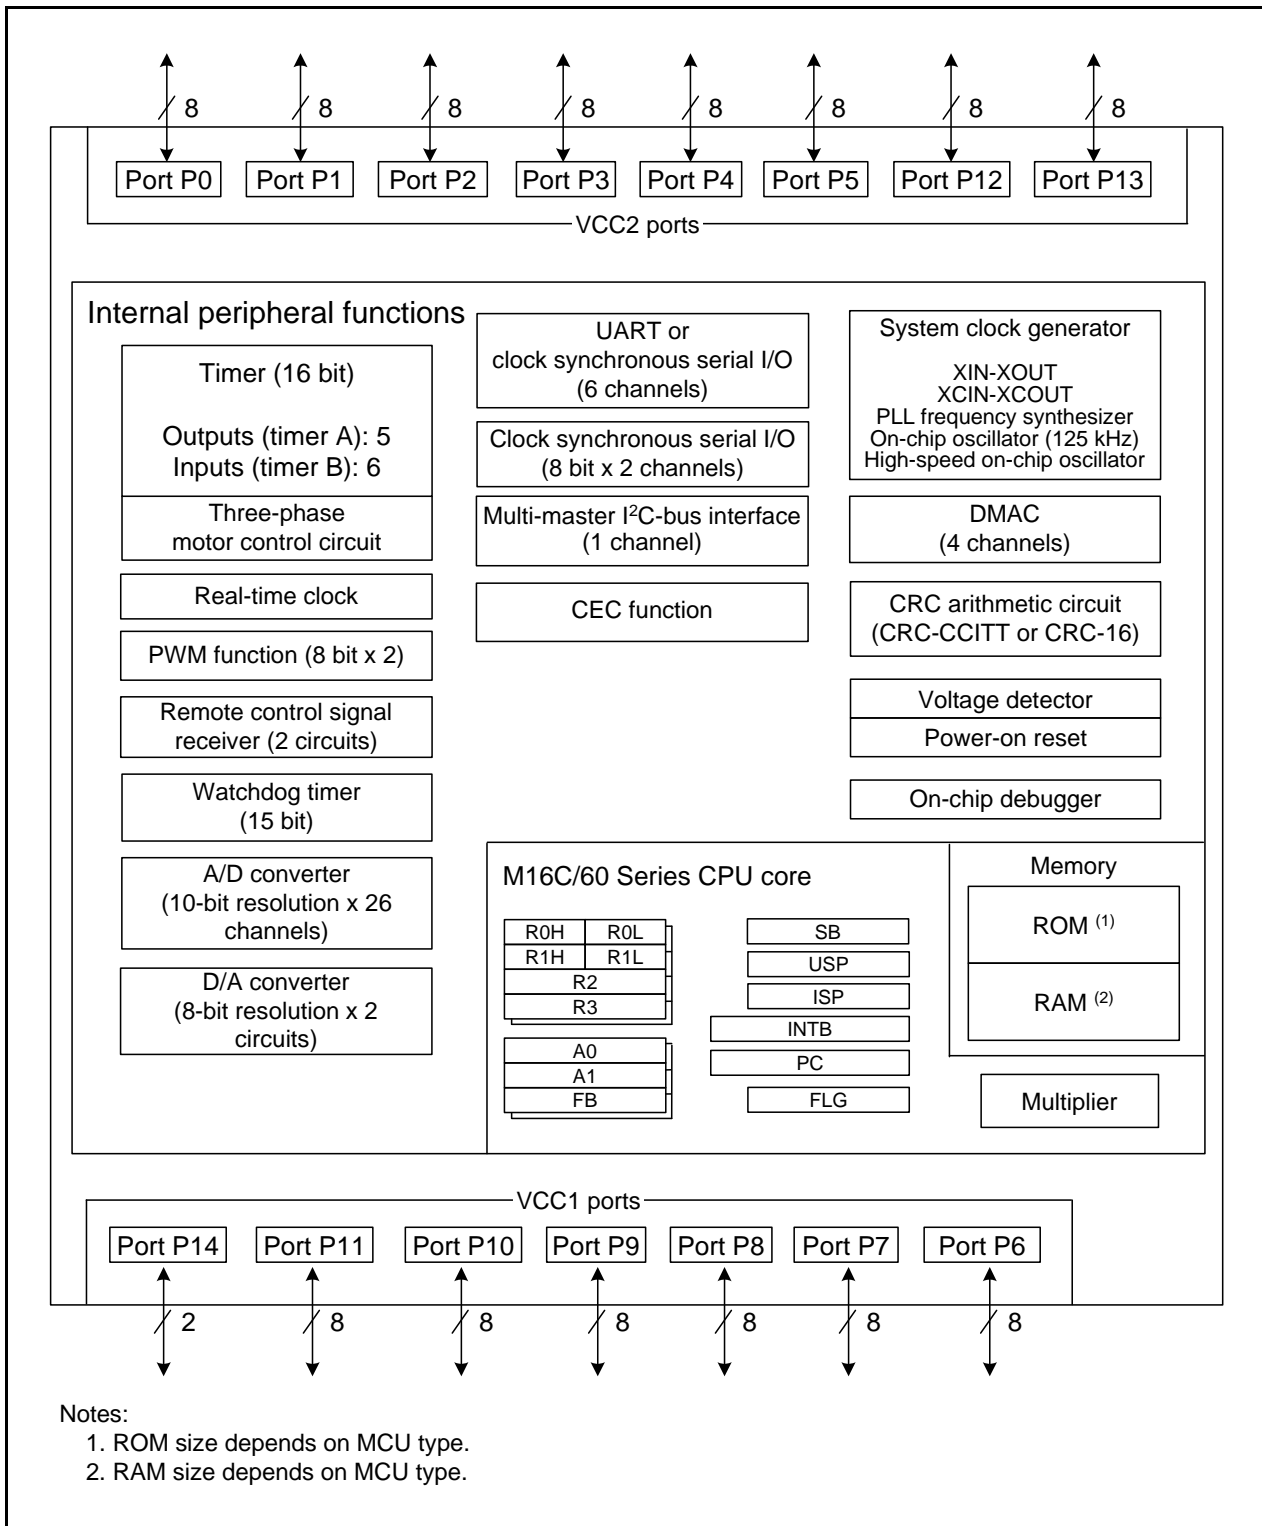 8 8 8 8 8 8 8 8
Port P0 Port P1 Port P2 Port P3 Port P4 Port P5 Port P12 Port P13
VCC2 ports
Internal peripheral functions
Timer (16 bit)
Outputs (timer A): 5
Inputs (timer B): 6
Three-phase
motor control circuit
Real-time clock
PWM function (8 bit x 2)
Remote control signal
receiver (2 circuits)
Watchdog timer
(15 bit)
A/D converter
(10-bit resolution x 26
channels)
D/A converter
(8-bit resolution x 2
circuits)
UART or
clock synchronous serial I/O
(6 channels)
Clock synchronous serial I/O
(8 bit x 2 channels)
Multi-master I²C-bus interface
(1 channel)
CEC function
System clock generator
XIN-XOUT
XCIN-XCOUT
PLL frequency synthesizer
On-chip oscillator (125 kHz)
High-speed on-chip oscillator
DMAC
(4 channels)
CRC arithmetic circuit
(CRC-CCITT or CRC-16)
Voltage detector
Power-on reset
On-chip debugger
M16C/60 Series CPU core
R0H R0L
R1H R1L
R2
R3
A0
A1
FB
SB
USP
ISP
INTB
PC
FLG
Memory
ROM (1)
RAM (2)
Multiplier
VCC1 ports
Port P14 Port P11 Port P10 Port P9 Port P8 Port P7 Port P6
2 8 8 8 8 8 8
Notes:
1. ROM size depends on MCU type.
2. RAM size depends on MCU type.